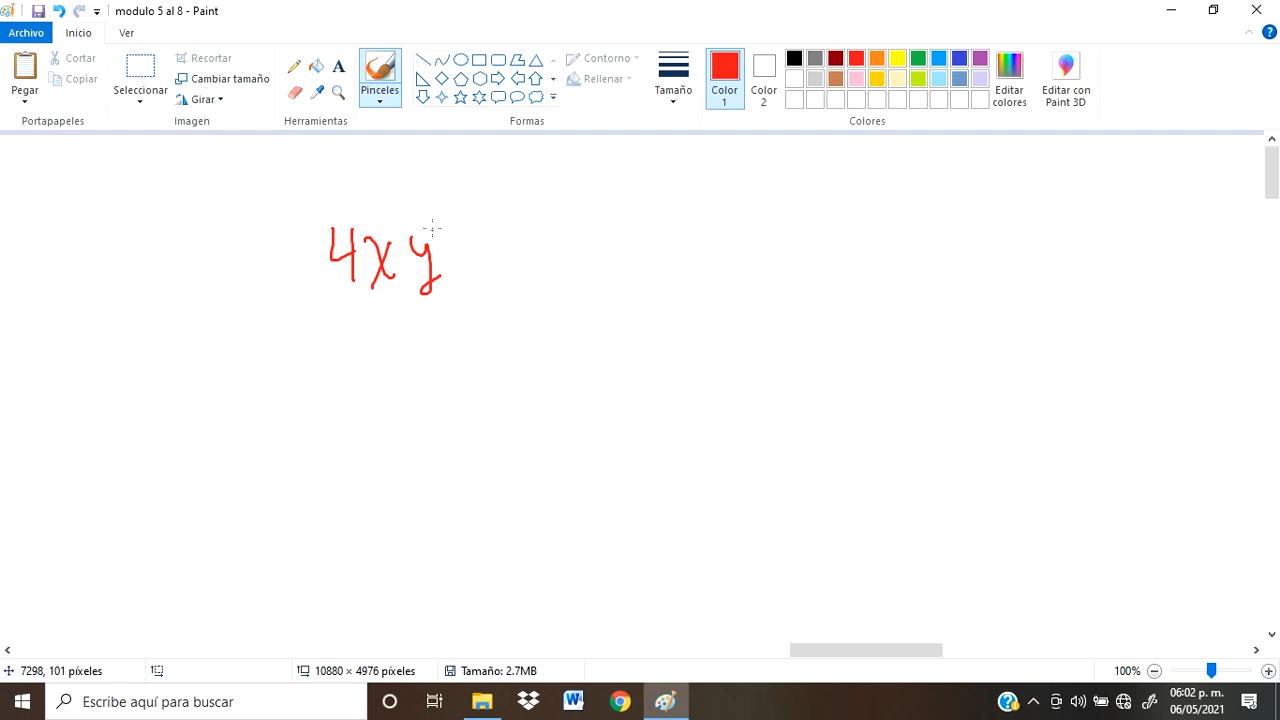 modulo 5 al 8 - Paint
Archivo Inicio Ver
Pegar
Cortar
Copiar
Portapapeles
Seleccionar
Recortar
Cambiar tamaño
Girar
Imagen
A
Herramientas
Pinceles
Contorno
Rellenar
Formas
Tamaño
Color 1
Color 2
Editar colores
Editar con Paint 3D
Colores
4xy
7298, 101 píxeles
10880 × 4976 píxeles
Tamaño: 2.7MB
100%
Escribe aquí para buscar
06:02 p. m.
06/05/2021